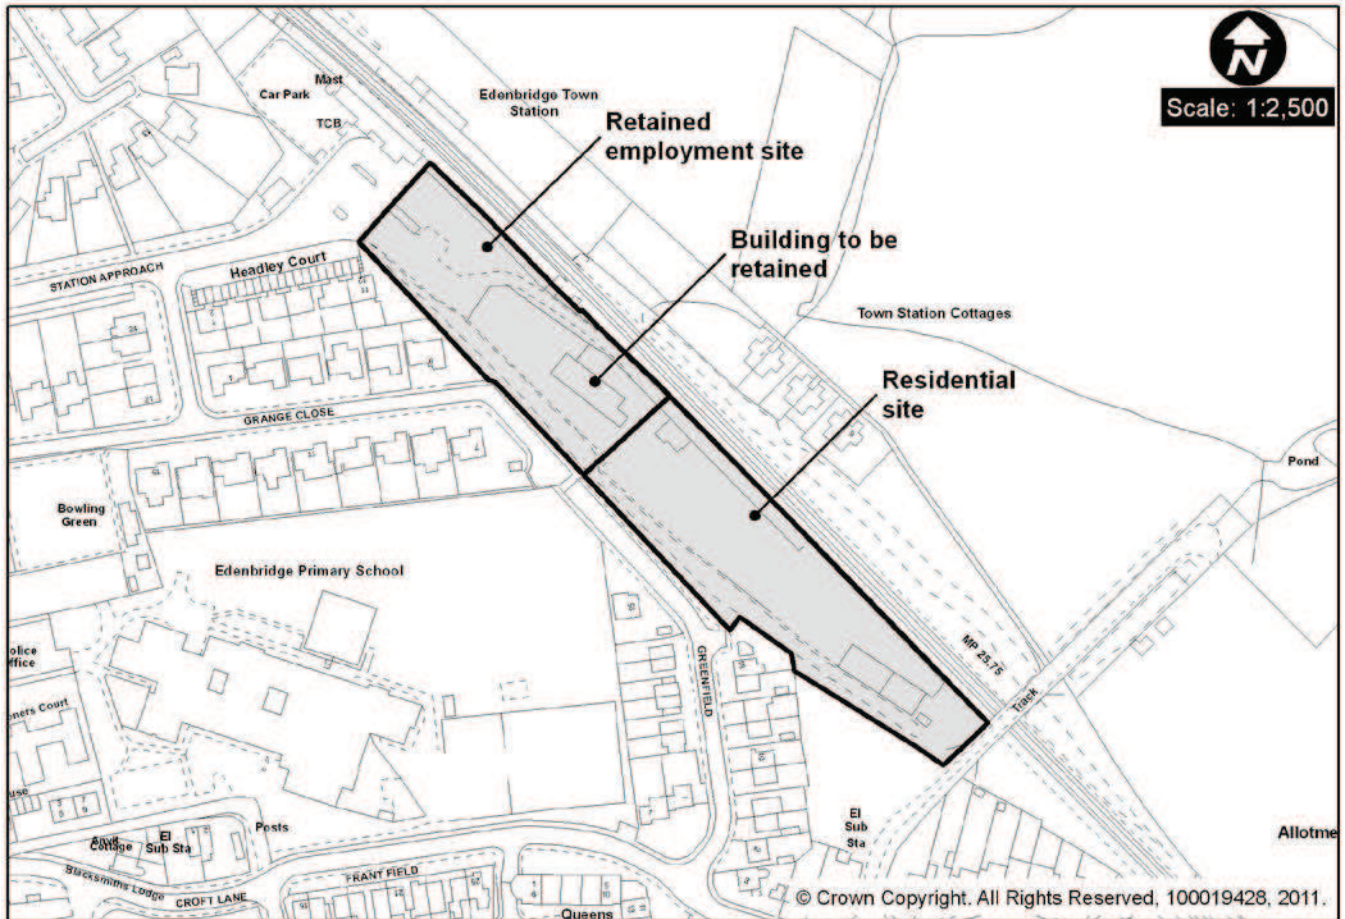 N
Scale: 1:2,500
Mast
Car Park
TCB
Edenbridge Town
Station
Retained
employment site
Building to be
retained
STATION APPROACH
Headley Court
Town Station Cottages
Residential
site
GRANGE CLOSE
Pond
Bowling
Green
Edenbridge Primary School
MP 25.75
Track
GREENFIELD
El
Sub
Sta
Allotme
Posts
Cottage
El
Sub Sta
Blacksmiths Lodge
CROFT LANE
FRANT FIELD
Queens
© Crown Copyright. All Rights Reserved, 100019428, 2011.